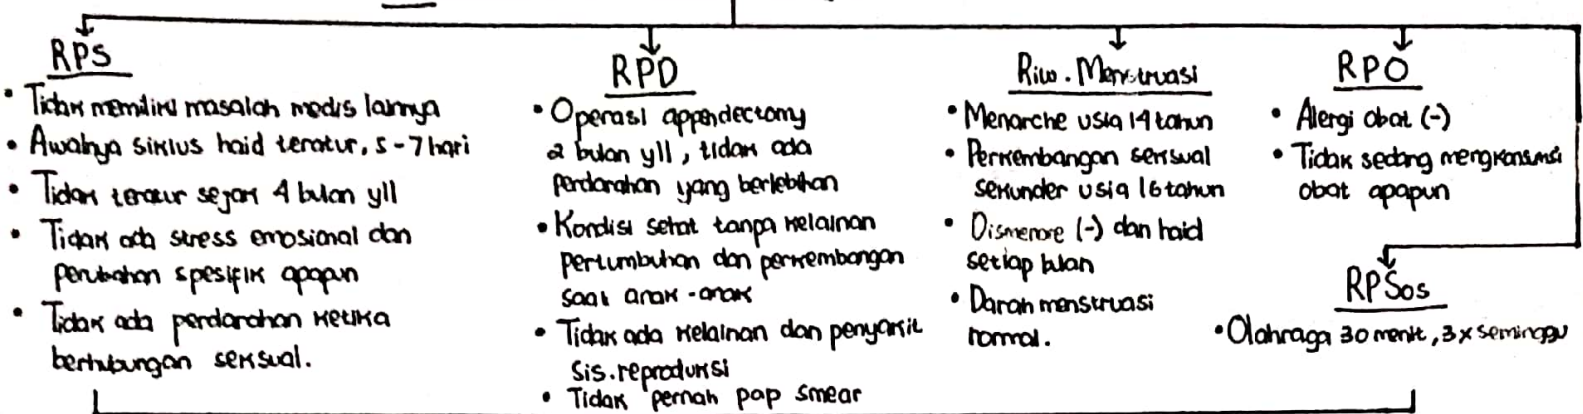 RPS
• Tidak memiliki masalah medis lainnya
• Awalnya siklus haid teratur, 5-7 hari
• Tidak teratur sejak 4 bulan yll
• Tidak ada stress emosional dan
perubahan spesifik apapun
• Tidak ada perdarahan ketika
berhubungan seksual.
RPD
• Operasi appendectomy
2 bulan yll, tidak ada
perdarahan yang berlebihan
• Kondisi sehat tanpa kelainan
pertumbuhan dan perkembangan
saat anak-anak
• Tidak ada kelainan dan penyakit
sis.reproduksi
• Tidak pernah pap smear
Riw. Menstruasi
• Menarche usia 14 tahun
• Perkembangan seksual
sekunder usia 16 tahun
• Dismenore (-) dan haid
setiap bulan
• Darah menstruasi
normal.
RPO
• Alergi obat (-)
• Tidak sedang mengkonsumsi
obat apapun
RPSos
• Olahraga 30 menit, 3x seminggu